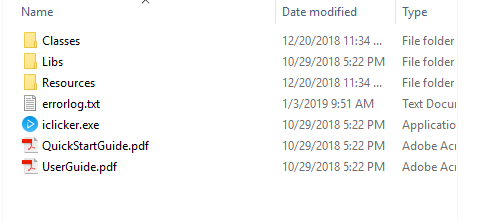 Name Date modified Type
Classes 12/20/2018 11:34 ... File folder
Libs 10/29/2018 5:22 PM File folder
Resources 12/20/2018 11:34 ... File folder
errorlog.txt 1/3/2019 9:51 AM Text Docu
iclicker.exe 10/29/2018 5:22 PM Application
QuickStartGuide.pdf 10/29/2018 5:22 PM Adobe Acr
UserGuide.pdf 10/29/2018 5:22 PM Adobe Acr